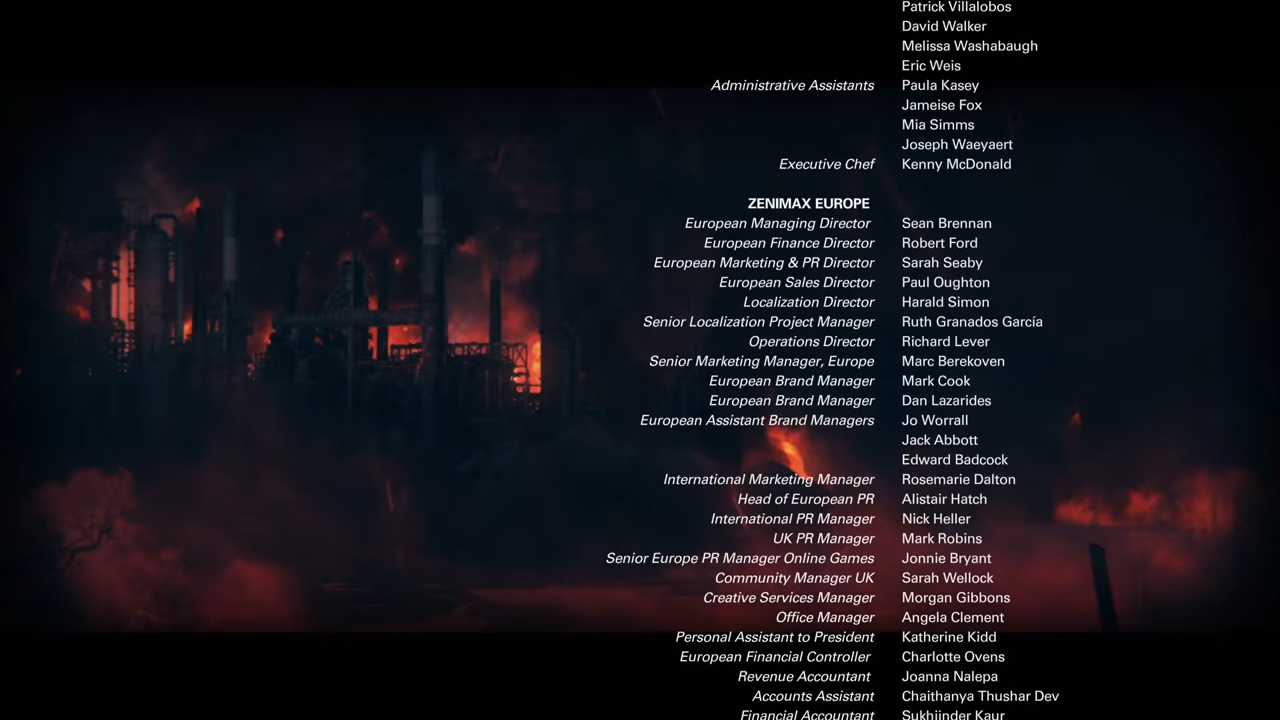 Patrick Villalobos
David Walker
Melissa Washabaugh
Eric Weis
Administrative Assistants Paula Kasey
Jameise Fox
Mia Simms
Joseph Waeyaert
Executive Chef Kenny McDonald
ZENIMAX EUROPE
European Managing Director Sean Brennan
European Finance Director Robert Ford
European Marketing & PR Director Sarah Seaby
European Sales Director Paul Oughton
Localization Director Harald Simon
Senior Localization Project Manager Ruth Granados García
Operations Director Richard Lever
Senior Marketing Manager, Europe Marc Berekoven
European Brand Manager Mark Cook
European Brand Manager Dan Lazarides
European Assistant Brand Managers Jo Worrall
Jack Abbott
Edward Badcock
International Marketing Manager Rosemarie Dalton
Head of European PR Alistair Hatch
International PR Manager Nick Heller
UK PR Manager Mark Robins
Senior Europe PR Manager Online Games Jonnie Bryant
Community Manager UK Sarah Wellock
Creative Services Manager Morgan Gibbons
Office Manager Angela Clement
Personal Assistant to President Katherine Kidd
European Financial Controller Charlotte Ovens
Revenue Accountant Joanna Nalepa
Accounts Assistant Chaithanya Thushar Dev
Financial Accountant Sukhjinder Kaur